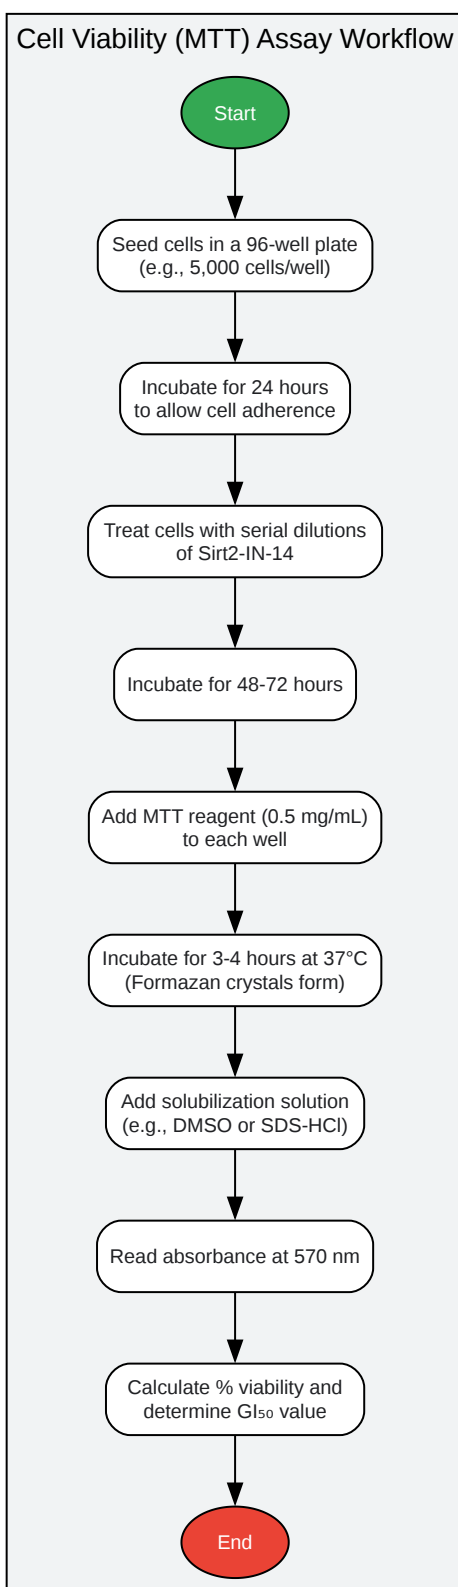 Cell Viability (MTT) Assay Workflow
Start
Seed cells in a 96-well plate
(e.g., 5,000 cells/well)
Incubate for 24 hours
to allow cell adherence
Treat cells with serial dilutions
of Sirt2-IN-14
Incubate for 48-72 hours
Add MTT reagent (0.5 mg/mL)
to each well
Incubate for 3-4 hours at 37°C
(Formazan crystals form)
Add solubilization solution
(e.g., DMSO or SDS-HCl)
Read absorbance at 570 nm
Calculate % viability and
determine GI₅₀ value
End